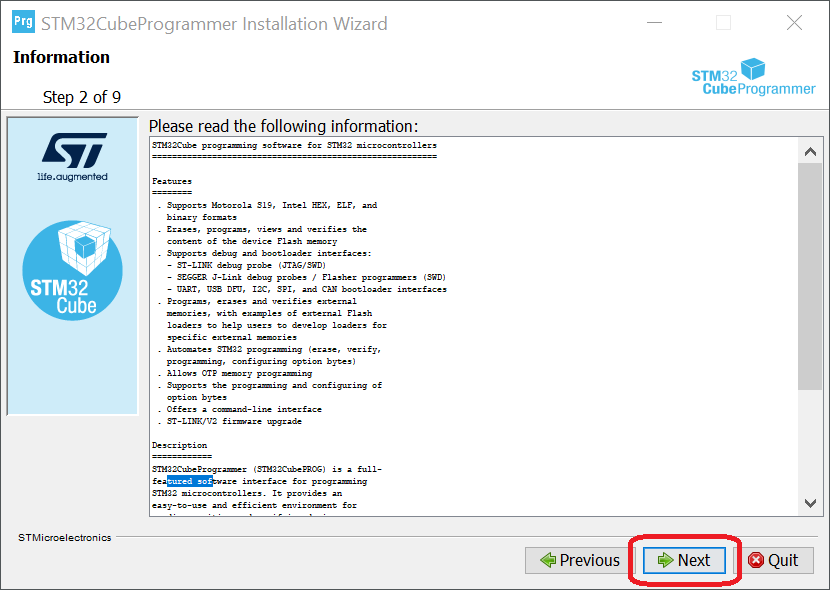 Prg STM32CubeProgrammer Installation Wizard
Information
Step 2 of 9
STM32
CubeProgrammer
ST
life.augmented
STM32
Cube
Please read the following information:
STM32Cube programming software for STM32 microcontrollers
=========================================================
Features
========
. Supports Motorola S19, Intel HEX, ELF, and
binary formats
. Erases, programs, views and verifies the
content of the device Flash memory
. Supports debug and bootloader interfaces:
- ST-LINK debug probe (JTAG/SWD)
- SEGGER J-Link debug probes / Flasher programmers (SWD)
- UART, USB DFU, I2C, SPI, and CAN bootloader interfaces
. Programs, erases and verifies external
memories, with examples of external Flash
loaders to help users to develop loaders for
specific external memories
. Automates STM32 programming (erase, verify,
programming, configuring option bytes)
. Allows OTP memory programming
. Supports the programming and configuring of
option bytes
. Offers a command-line interface
. ST-LINK/V2 firmware upgrade
Description
============
STM32CubeProgrammer (STM32CubePROG) is a full-
featured software interface for programming
STM32 microcontrollers. It provides an
easy-to-use and efficient environment for
STMicroelectronics
Previous Next Quit